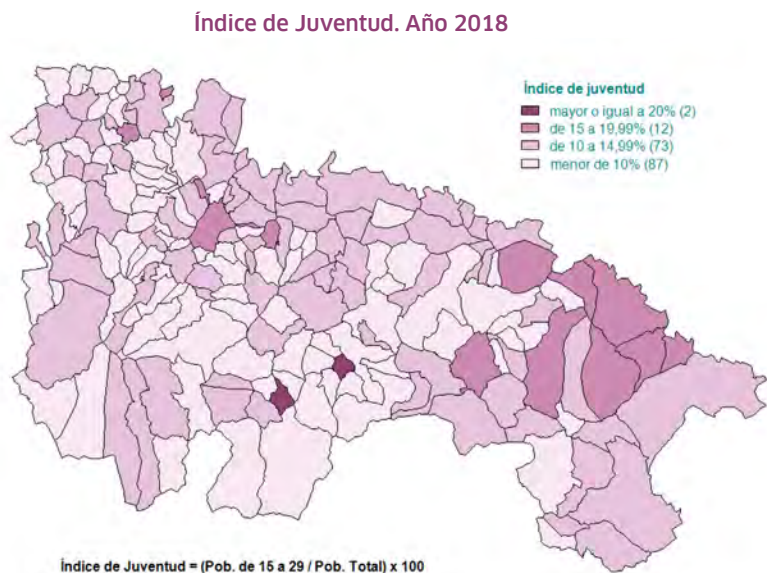 Índice de Juventud. Año 2018
Índice de juventud
mayor o igual a 20% (2)
de 15 a 19,99% (12)
de 10 a 14,99% (73)
menor de 10% (87)
Índice de Juventud = (Pob. de 15 a 29 / Pob. Total) x 100